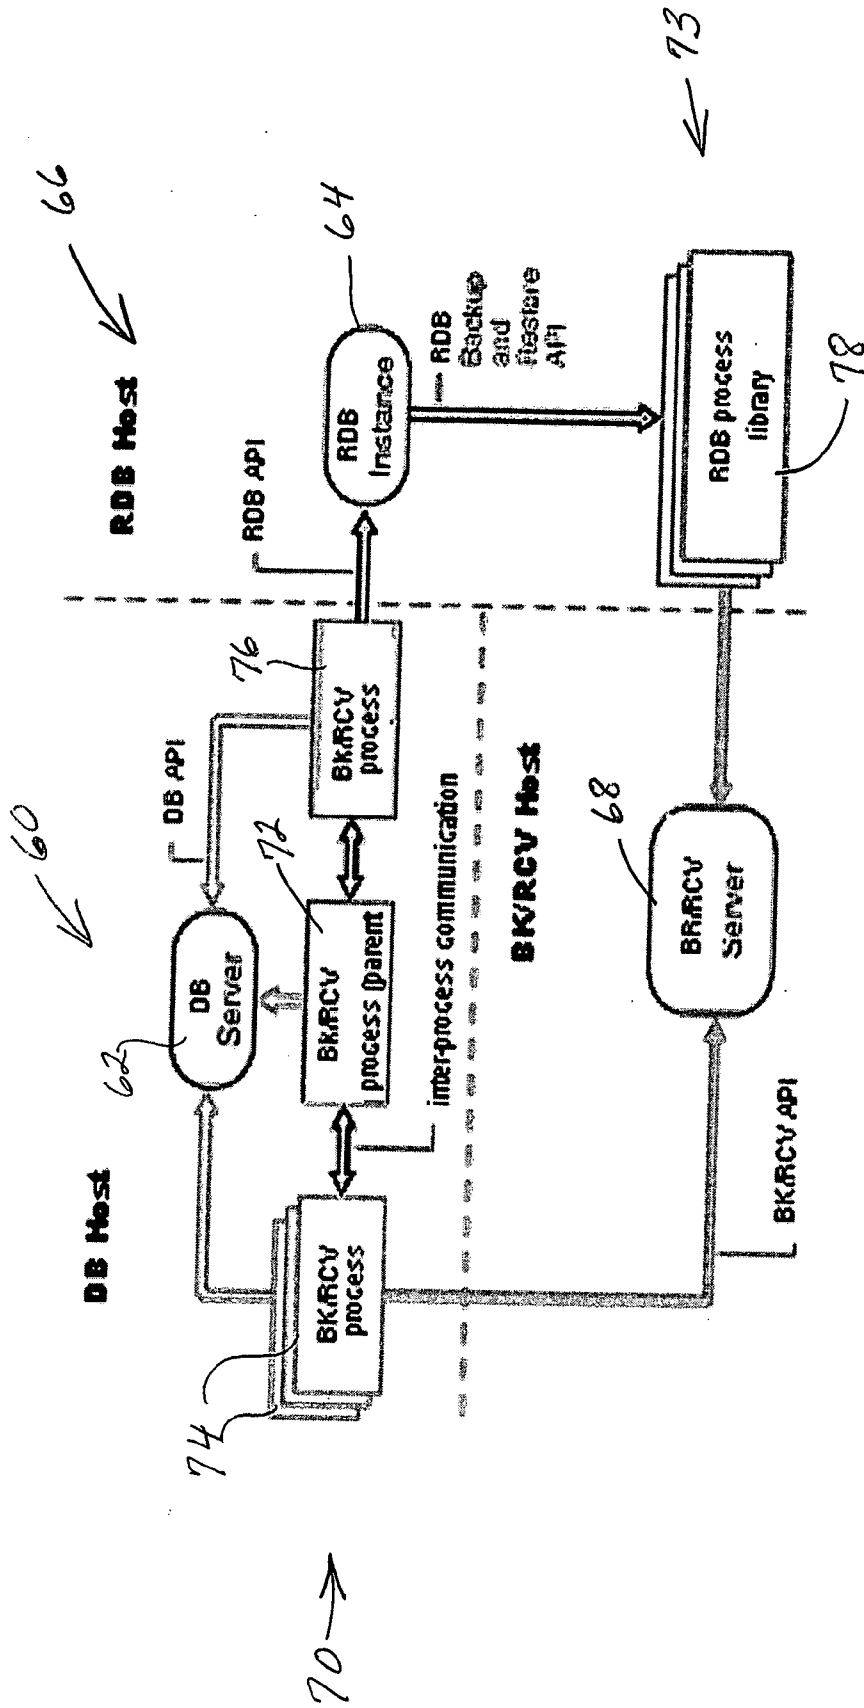 60
66
DB Host
RDB Host
DB API
RDB API
62
DB
Server
74
BK/RCV
process
72
BK/RCV
process (parent
76
BK/RCV
process
64
RDB
Instance
70
inter-process communication
RDB
Backup
and
Restore
API
BK/RCV Host
68
BR/RCV
Server
BK/RCV API
RDB process
library
78
73